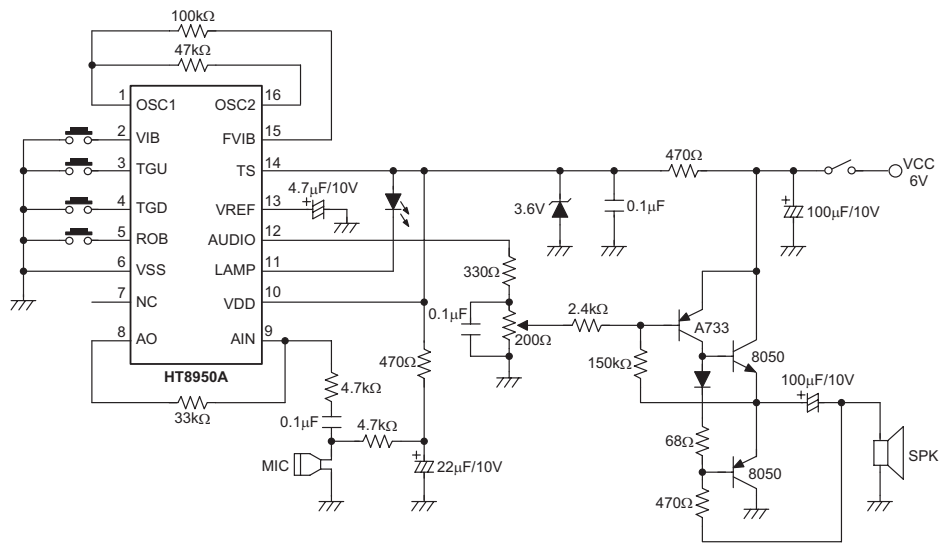 100kΩ
47kΩ
1 OSC1 OSC2 16
2 VIB FVIB 15
3 TGU TS 14
4 TGD VREF 13
5 ROB AUDIO 12
6 VSS LAMP 11
7 NC VDD 10
8 AO AIN 9
HT8950A
33kΩ
4.7μF/10V
+
4.7kΩ
0.1μF
4.7kΩ
MIC
470Ω
+
22μF/10V
3.6V
0.1μF
470Ω
VCC
6V
+
100μF/10V
330Ω
0.1μF
200Ω
2.4kΩ
A733
150kΩ
8050
100μF/10V
+
68Ω
8050
470Ω
SPK